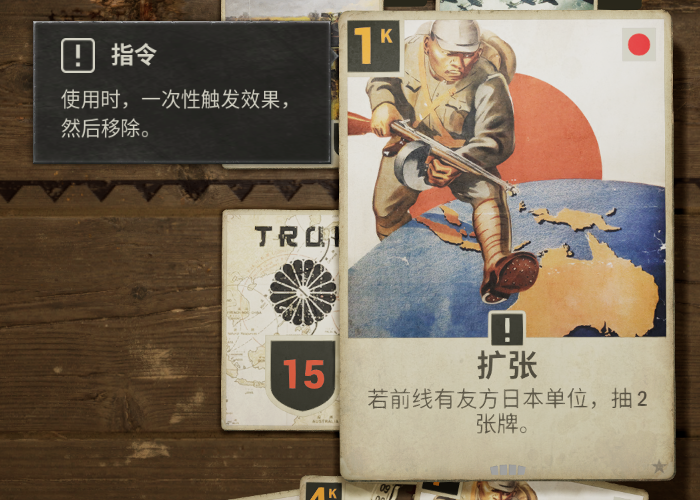 指令
使用时，一次性触发效果，
然后移除。
1K
TRU
15
扩张
若前线有友方日本单位，抽2
张牌。
4K